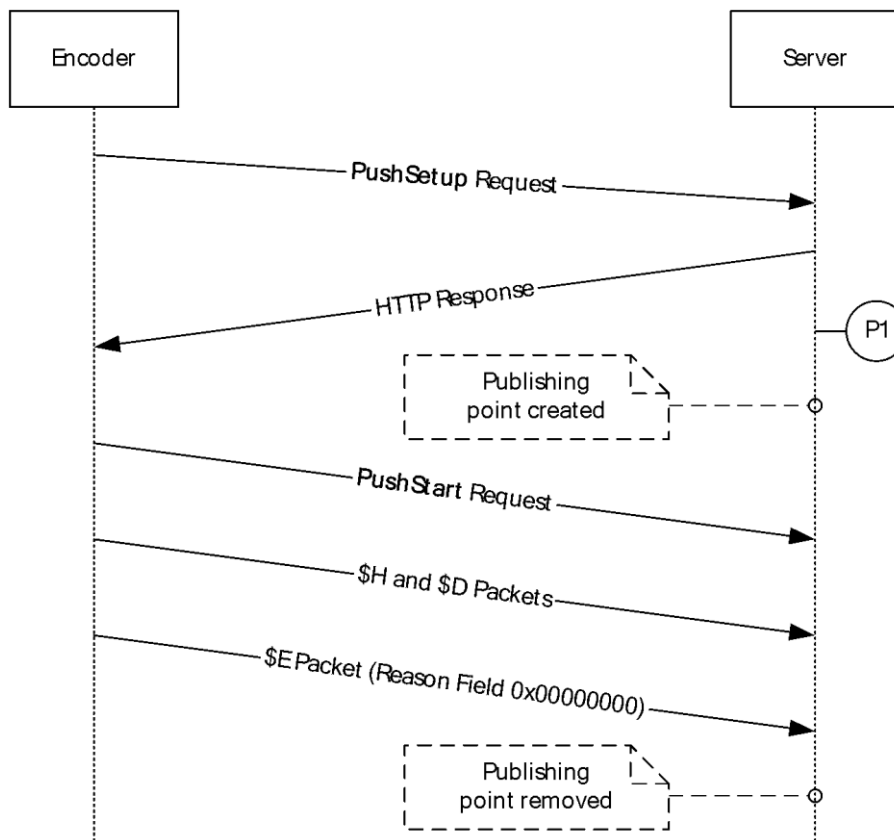 Encoder
Server
PushSetup Request
HTTP Response
P1
Publishing
point created
PushStart Request
$H and $D Packets
$E Packet (Reason Field 0x00000000)
Publishing
point removed